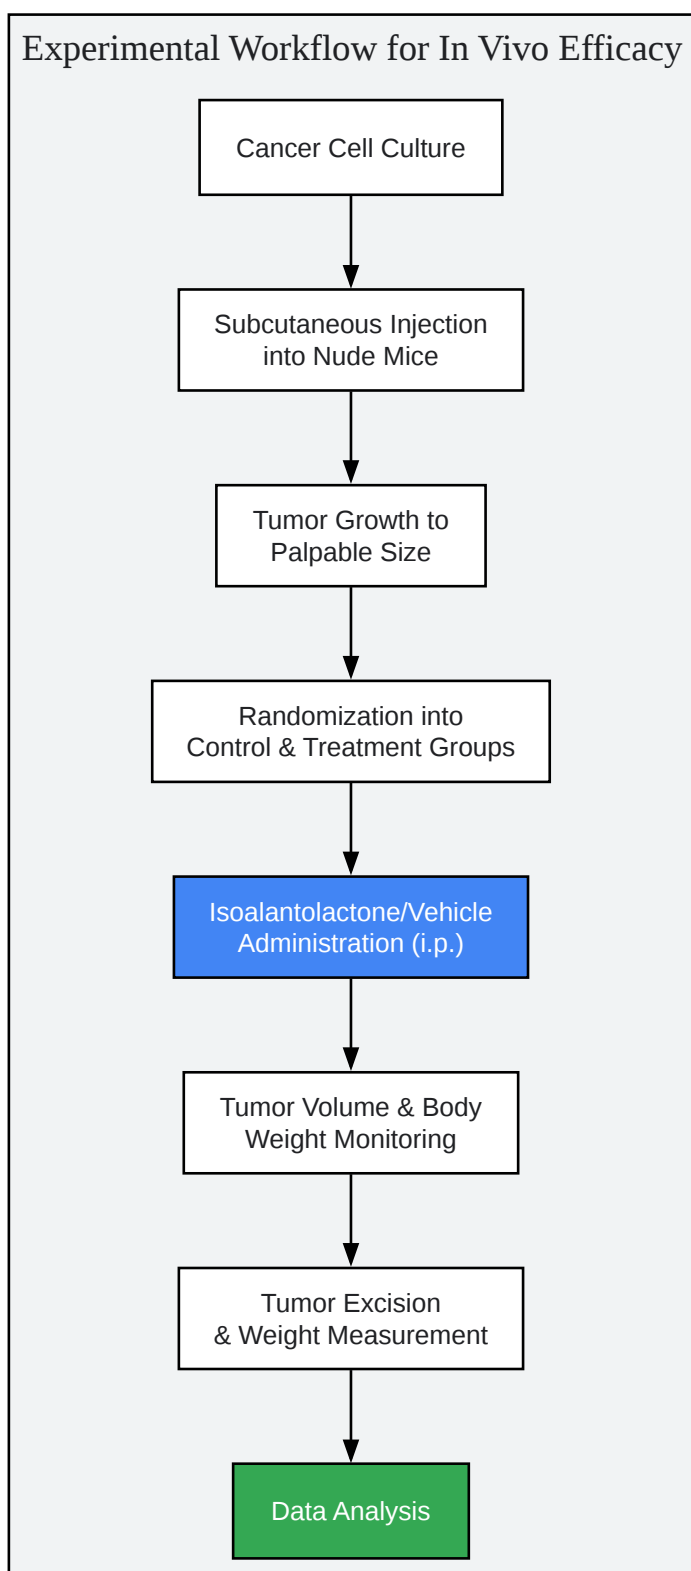 Experimental Workflow for In Vivo Efficacy
Cancer Cell Culture
Subcutaneous Injection
into Nude Mice
Tumor Growth to
Palpable Size
Randomization into
Control & Treatment Groups
Isoalantolactone/Vehicle
Administration (i.p.)
Tumor Volume & Body
Weight Monitoring
Tumor Excision
& Weight Measurement
Data Analysis